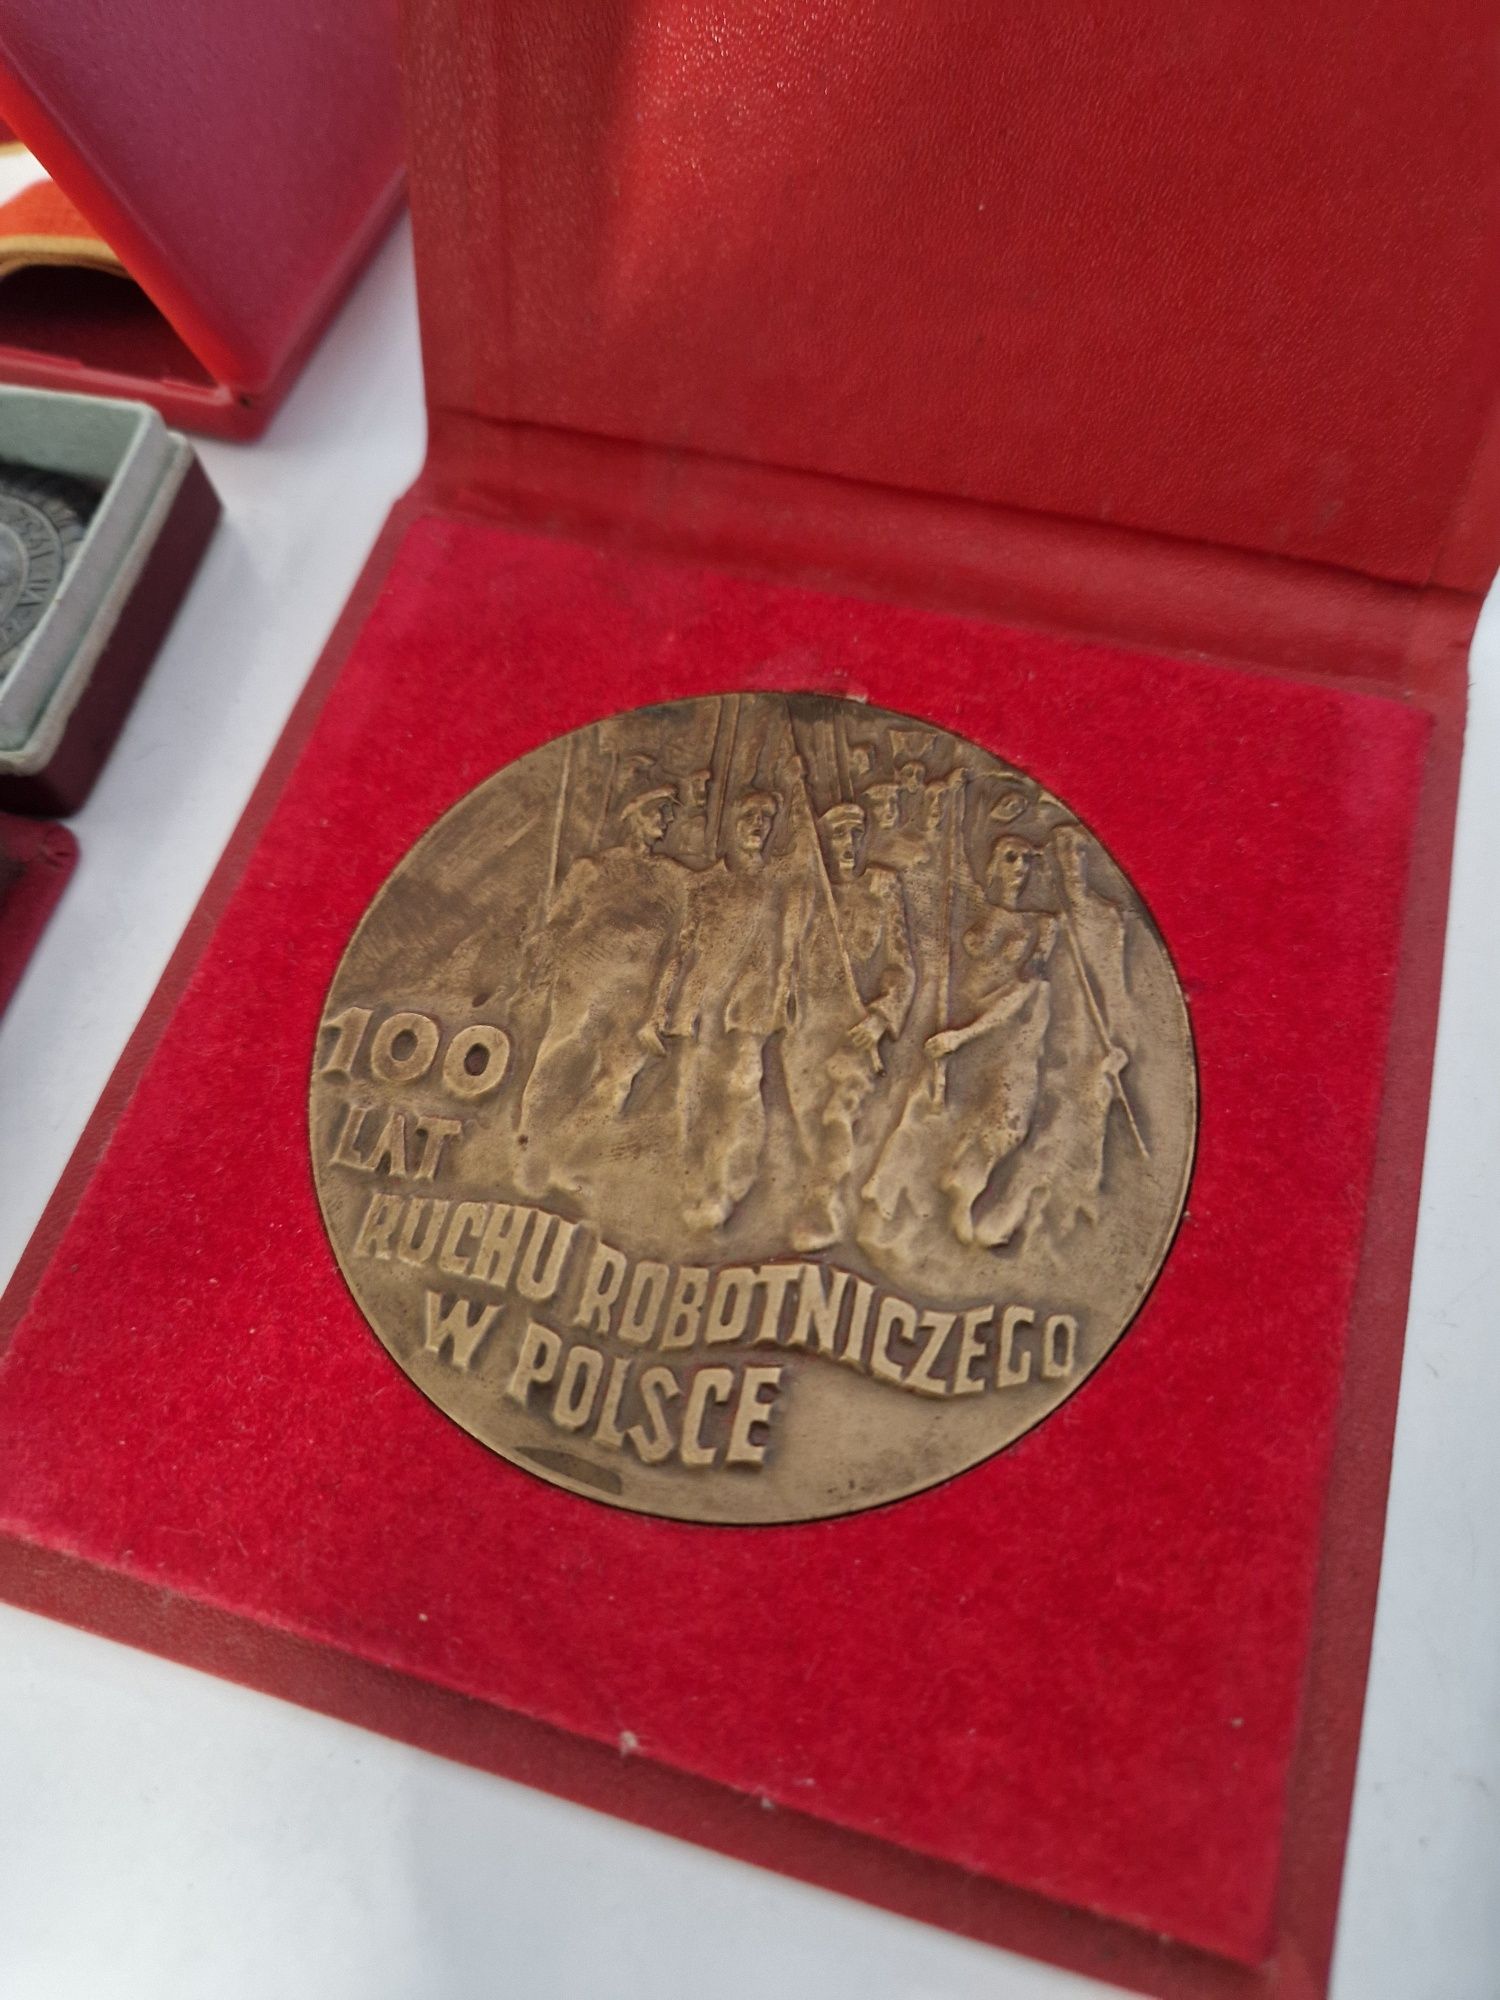 100
LAT
RUCHU ROBOTNICZEGO
W POLSCE